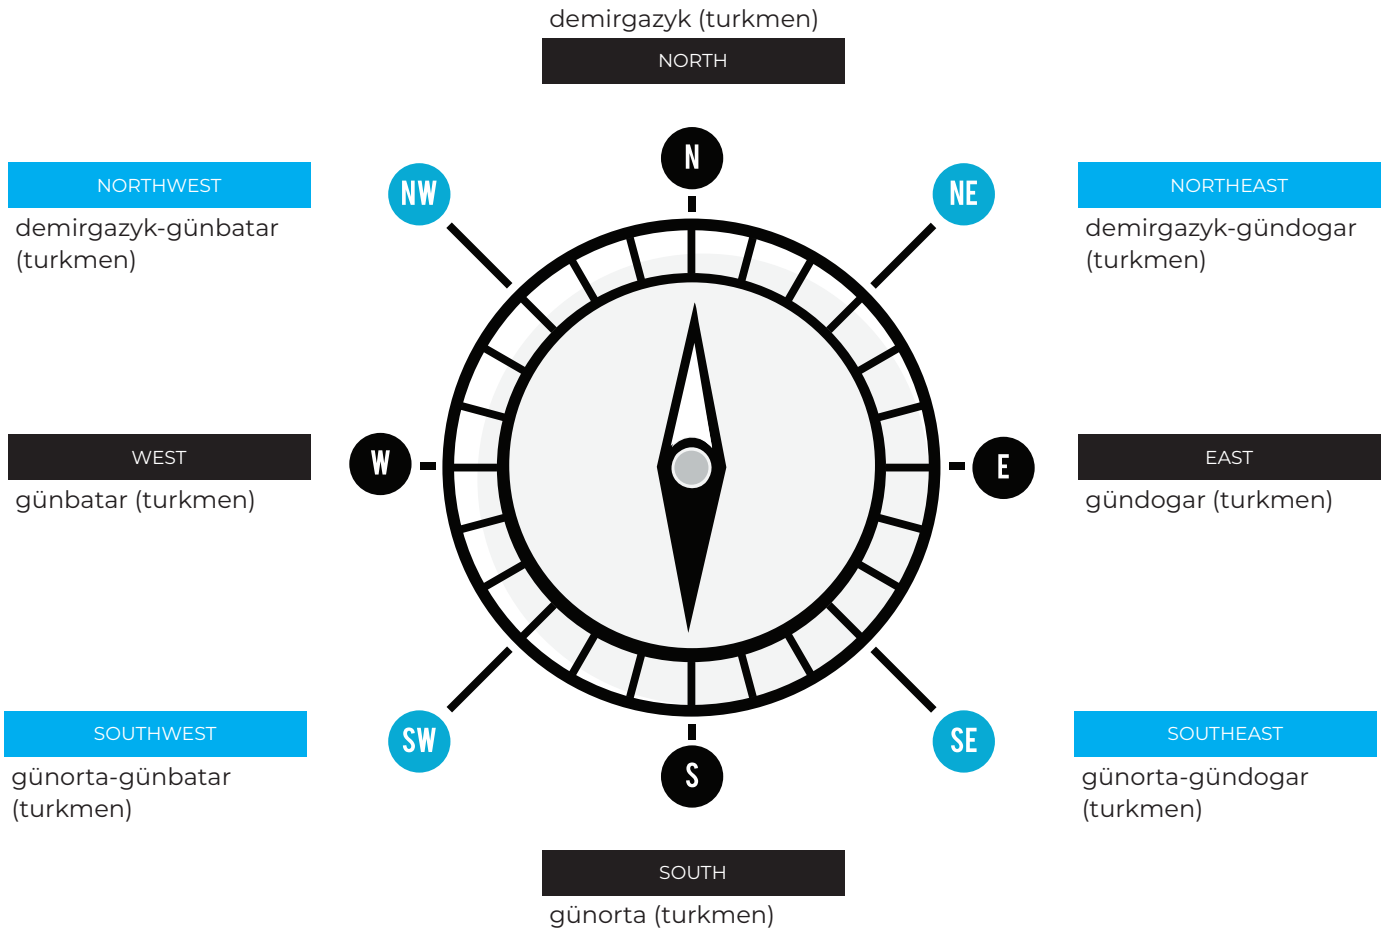 demirgazyk (turkmen)
NORTH
N
NORTHWEST
NW
NE
NORTHEAST
demirgazyk-günbatar
(turkmen)
demirgazyk-gündogar
(turkmen)
WEST
W
E
EAST
günbatar (turkmen)
gündogar (turkmen)
SOUTHWEST
SW
SE
SOUTHEAST
günorta-günbatar
(turkmen)
S
günorta-gündogar
(turkmen)
SOUTH
günorta (turkmen)